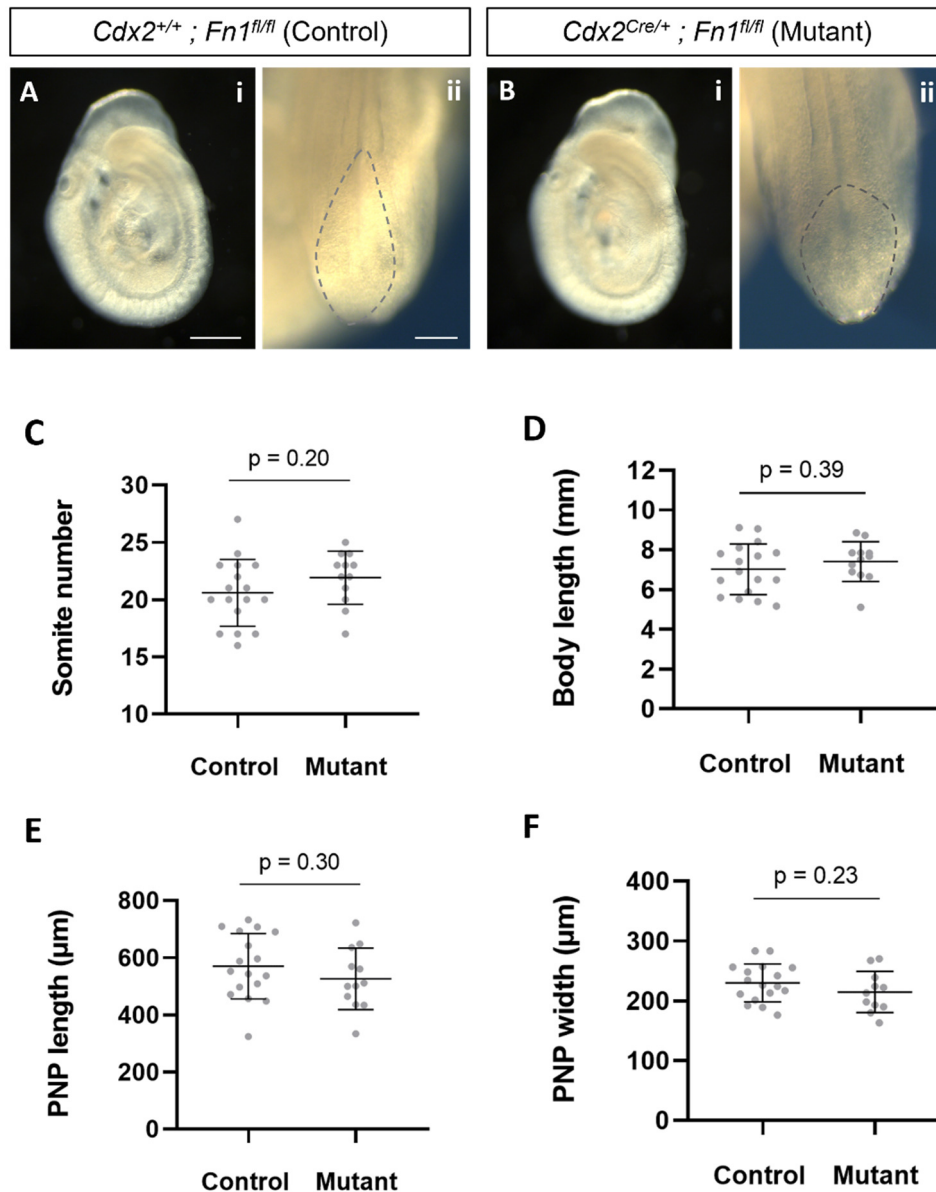 Cdx2+/+ ; Fn1fl/fl (Control)
Cdx2Cre/+ ; Fn1fl/fl (Mutant)
A i ii
B i ii
C
p = 0.20
Somite number
30
25
20
15
10
Control Mutant
D
p = 0.39
Body length (mm)
12
10
8
6
4
2
0
Control Mutant
E
p = 0.30
PNP length (µm)
800
600
400
200
0
Control Mutant
F
p = 0.23
PNP width (µm)
400
300
200
100
0
Control Mutant